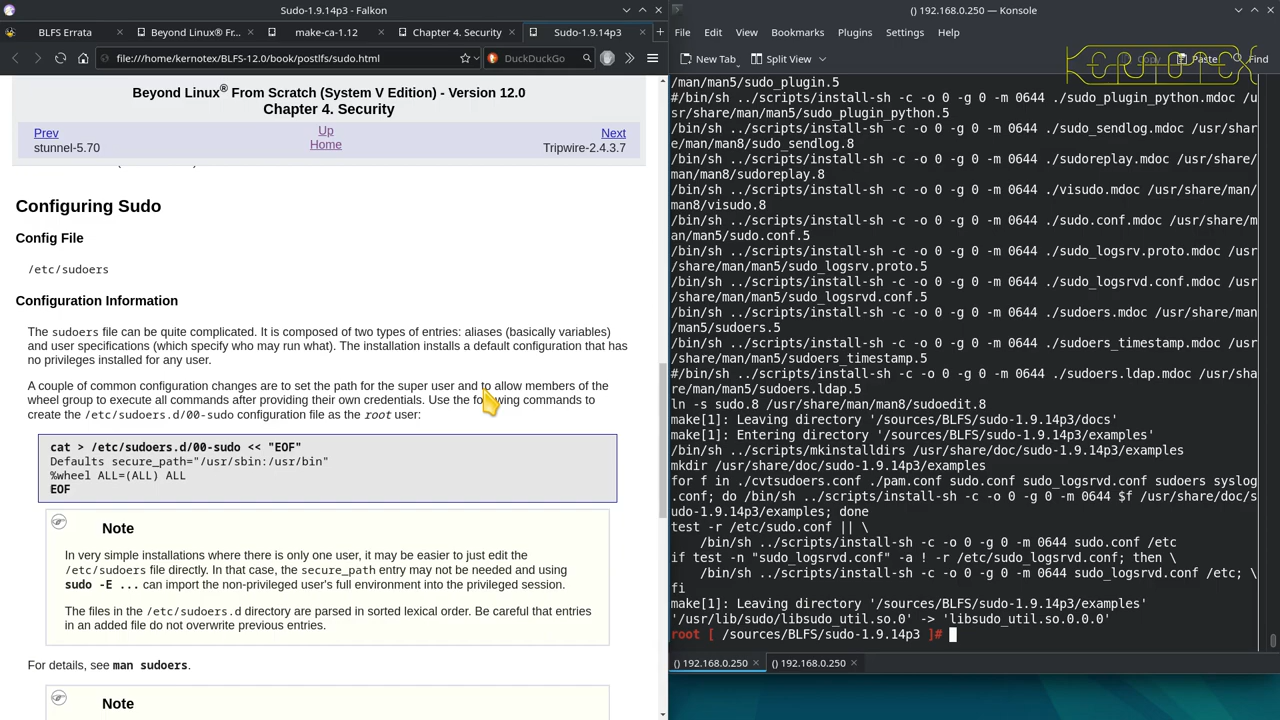 Sudo-1.9.14p3 - Falkon
BLFS Errata
Beyond Linux® Fr...
make-ca-1.12
Chapter 4. Security
Sudo-1.9.14p3
file:///home/kernotex/BLFS-12.0/book/postlfs/sudo.html
DuckDuckGo
Beyond Linux® From Scratch (System V Edition) - Version 12.0
Chapter 4. Security
Prev
Up
Next
stunnel-5.70
Home
Tripwire-2.4.3.7
Configuring Sudo
Config File
/etc/sudoers
Configuration Information
The sudoers file can be quite complicated. It is composed of two types of entries: aliases (basically variables)
and user specifications (which specify who may run what). The installation installs a default configuration that has
no privileges installed for any user.
A couple of common configuration changes are to set the path for the super user and to allow members of the
wheel group to execute all commands after providing their own credentials. Use the following commands to
create the /etc/sudoers.d/00-sudo configuration file as the root user:
cat > /etc/sudoers.d/00-sudo << "EOF"
Defaults secure_path="/usr/sbin:/usr/bin"
%wheel ALL=(ALL) ALL
EOF
Note
In very simple installations where there is only one user, it may be easier to just edit the
/etc/sudoers file directly. In that case, the secure_path entry may not be needed and using
sudo -E ... can import the non-privileged user's full environment into the privileged session.
The files in the /etc/sudoers.d directory are parsed in sorted lexical order. Be careful that entries
in an added file do not overwrite previous entries.
For details, see man sudoers.
Note
() 192.168.0.250 — Konsole
File Edit View Bookmarks Plugins Settings Help
New Tab Split View Copy Paste Find
KERNOTEX
/man/man5/sudo_plugin.5
#/bin/sh ../scripts/install-sh -c -o 0 -g 0 -m 0644 ./sudo_plugin_python.mdoc /u
sr/share/man/man5/sudo_plugin_python.5
/bin/sh ../scripts/install-sh -c -o 0 -g 0 -m 0644 ./sudo_sendlog.mdoc /usr/shar
e/man/man8/sudo_sendlog.8
/bin/sh ../scripts/install-sh -c -o 0 -g 0 -m 0644 ./sudoreplay.mdoc /usr/share/
man/man8/sudoreplay.8
/bin/sh ../scripts/install-sh -c -o 0 -g 0 -m 0644 ./visudo.mdoc /usr/share/man/
man8/visudo.8
/bin/sh ../scripts/install-sh -c -o 0 -g 0 -m 0644 ./sudo.conf.mdoc /usr/share/m
an/man5/sudo.conf.5
/bin/sh ../scripts/install-sh -c -o 0 -g 0 -m 0644 ./sudo_logsrv.proto.mdoc /usr
/share/man/man5/sudo_logsrv.proto.5
/bin/sh ../scripts/install-sh -c -o 0 -g 0 -m 0644 ./sudo_logsrvd.conf.mdoc /usr
/share/man/man5/sudo_logsrvd.conf.5
/bin/sh ../scripts/install-sh -c -o 0 -g 0 -m 0644 ./sudoers.mdoc /usr/share/man
/man5/sudoers.5
/bin/sh ../scripts/install-sh -c -o 0 -g 0 -m 0644 ./sudoers_timestamp.mdoc /usr
/share/man/man5/sudoers_timestamp.5
#/bin/sh ../scripts/install-sh -c -o 0 -g 0 -m 0644 ./sudoers.ldap.mdoc /usr/sha
re/man/man5/sudoers.ldap.5
ln -s sudo.8 /usr/share/man/man8/sudoedit.8
make[1]: Leaving directory '/sources/BLFS/sudo-1.9.14p3/docs'
make[1]: Entering directory '/sources/BLFS/sudo-1.9.14p3/examples'
/bin/sh ../scripts/mkinstalldirs /usr/share/doc/sudo-1.9.14p3/examples
mkdir /usr/share/doc/sudo-1.9.14p3/examples
for f in ./cvtsudoers.conf ./pam.conf sudo.conf sudo_logsrvd.conf sudoers syslog
.conf; do /bin/sh ../scripts/install-sh -c -o 0 -g 0 -m 0644 $f /usr/share/doc/s
udo-1.9.14p3/examples; done
test -r /etc/sudo.conf || \
/bin/sh ../scripts/install-sh -c -o 0 -g 0 -m 0644 sudo.conf /etc
if test -n "sudo_logsrvd.conf" -a ! -r /etc/sudo_logsrvd.conf; then \
/bin/sh ../scripts/install-sh -c -o 0 -g 0 -m 0644 sudo_logsrvd.conf /etc; \
fi
make[1]: Leaving directory '/sources/BLFS/sudo-1.9.14p3/examples'
'/usr/lib/sudo/libsudo_util.so.0' -> 'libsudo_util.so.0.0.0'
root [ /sources/BLFS/sudo-1.9.14p3 ]#
() 192.168.0.250
() 192.168.0.250